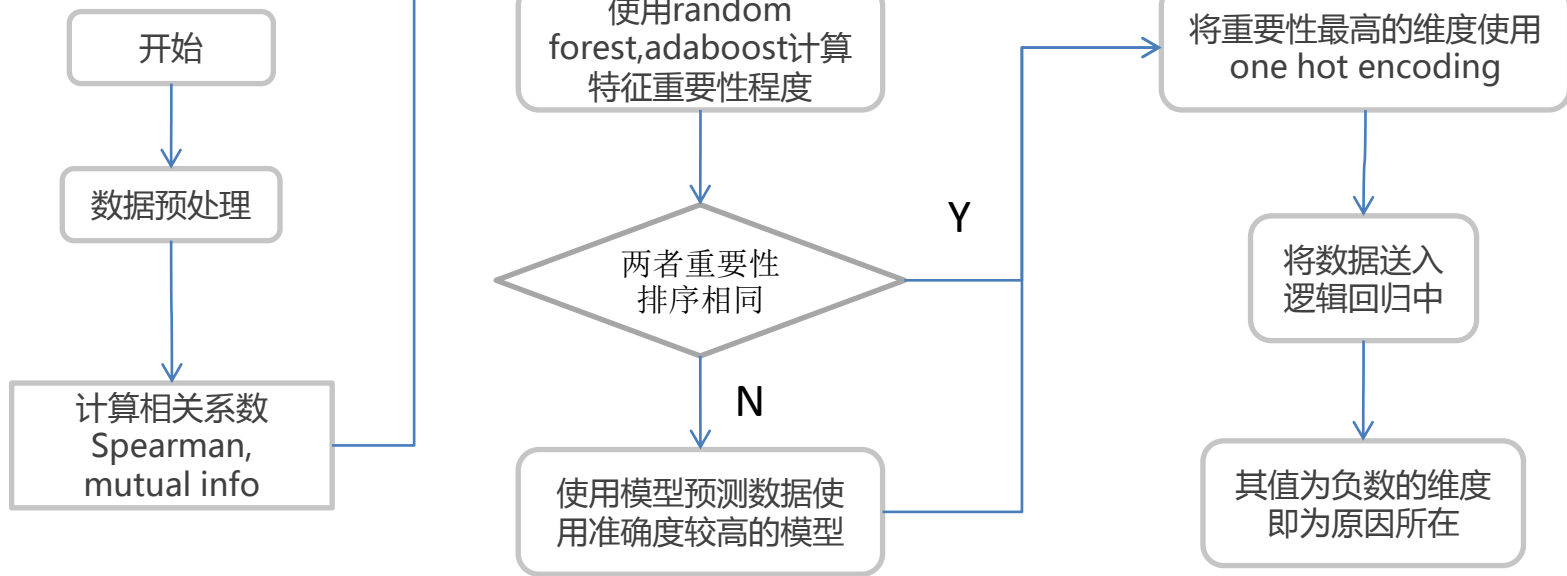 开始
数据预处理
计算相关系数
Spearman,
mutual info
使用random
forest,adaboost计算
特征重要性程度
两者重要性
排序相同
Y
N
使用模型预测数据使
用准确度较高的模型
将重要性最高的维度使用
one hot encoding
将数据送入
逻辑回归中
其值为负数的维度
即为原因所在